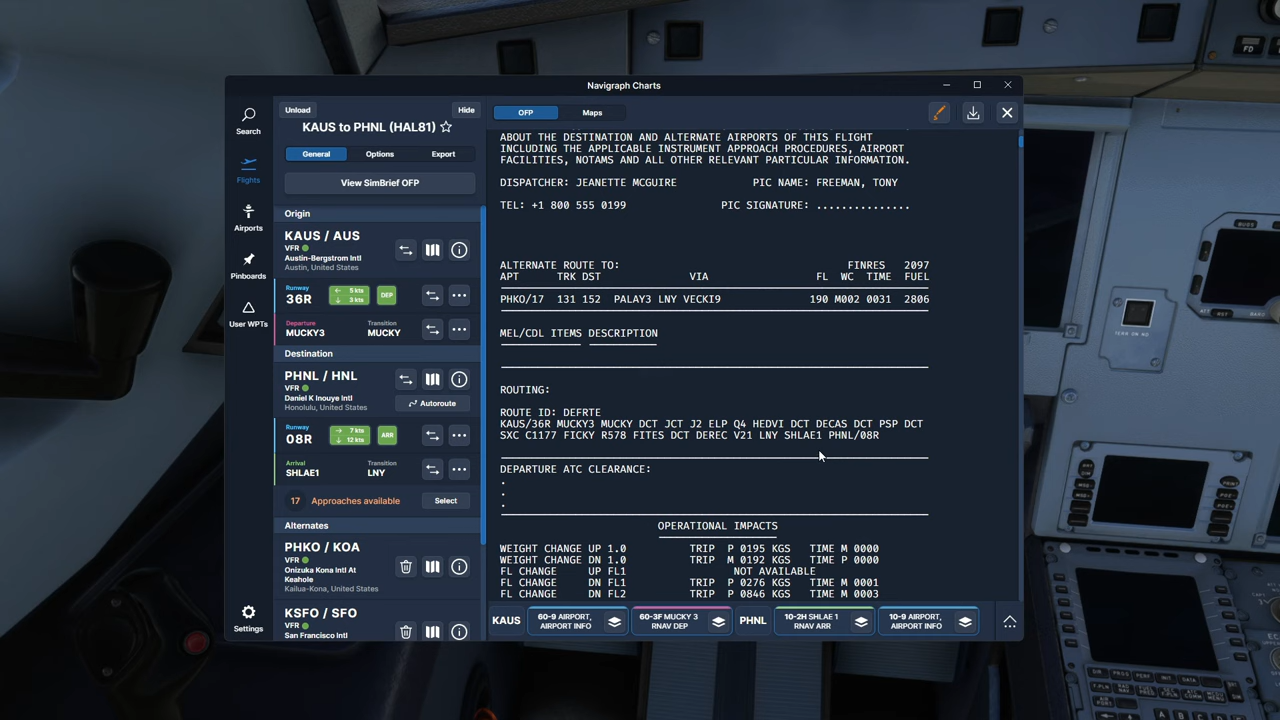 Navigraph Charts
Search
Flights
Airports
Pinboards
User WPTs
Settings
Unload
Hide
KAUS to PHNL (HAL81)
General
Options
Export
View SimBrief OFP
Origin
KAUS / AUS
VFR
Austin-Bergstrom Intl
Austin, United States
Runway
36R
← 5 kts
↓ 3 kts
DEP
Departure
MUCKY3
Transition
MUCKY
Destination
PHNL / HNL
VFR
Daniel K Inouye Intl
Honolulu, United States
Autoroute
Runway
08R
→ 7 kts
↓ 12 kts
ARR
Arrival
SHLAE1
Transition
LNY
17 Approaches available
Select
Alternates
PHKO / KOA
VFR
Onizuka Kona Intl At
Keahole
Kailua-Kona, United States
KSFO / SFO
VFR
San Francisco Intl
OFP
Maps
ABOUT THE DESTINATION AND ALTERNATE AIRPORTS OF THIS FLIGHT
INCLUDING THE APPLICABLE INSTRUMENT APPROACH PROCEDURES, AIRPORT
FACILITIES, NOTAMS AND ALL OTHER RELEVANT PARTICULAR INFORMATION.
DISPATCHER: JEANETTE MCGUIRE PIC NAME: FREEMAN, TONY
TEL: +1 800 555 0199 PIC SIGNATURE: ...............
ALTERNATE ROUTE TO: FINRES 2097
APT TRK DST VIA FL WC TIME FUEL
PHKO/17 131 152 PALAY3 LNY VECKI9 190 M002 0031 2806
MEL/CDL ITEMS DESCRIPTION
ROUTING:
ROUTE ID: DEFRTE
KAUS/36R MUCKY3 MUCKY DCT JCT J2 ELP Q4 HEDVI DCT DECAS DCT PSP DCT
SXC C1177 FICKY R578 FITES DCT DEREC V21 LNY SHLAE1 PHNL/08R
DEPARTURE ATC CLEARANCE:
.
.
.
OPERATIONAL IMPACTS
WEIGHT CHANGE UP 1.0 TRIP P 0195 KGS TIME M 0000
WEIGHT CHANGE DN 1.0 TRIP M 0192 KGS TIME P 0000
FL CHANGE UP FL1 NOT AVAILABLE
FL CHANGE DN FL1 TRIP P 0276 KGS TIME M 0001
FL CHANGE DN FL2 TRIP P 0846 KGS TIME M 0003
KAUS
60-9 AIRPORT,
AIRPORT INFO
60-3F MUCKY 3
RNAV DEP
PHNL
10-2H SHLAE 1
RNAV ARR
10-9 AIRPORT,
AIRPORT INFO
FD